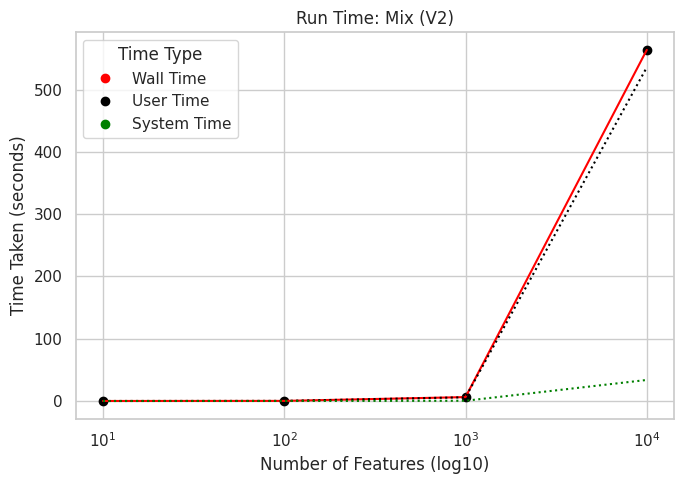 Run Time: Mix (V2)
Time Type
Wall Time
User Time
System Time
Time Taken (seconds)
500
400
300
200
100
0
10¹
10²
10³
10⁴
Number of Features (log10)